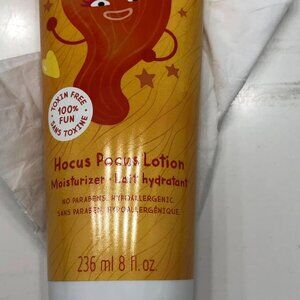 TOXIN FREE
100%
FUN
SANS TOXINE
Hocus Pocus Lotion
Moisturizer • Lait hydratant
NO PARABENS, HYPOALLERGENIC
SANS PARABEN, HYPOALLERGÉNIQUE
236 ml 8 fl. oz.